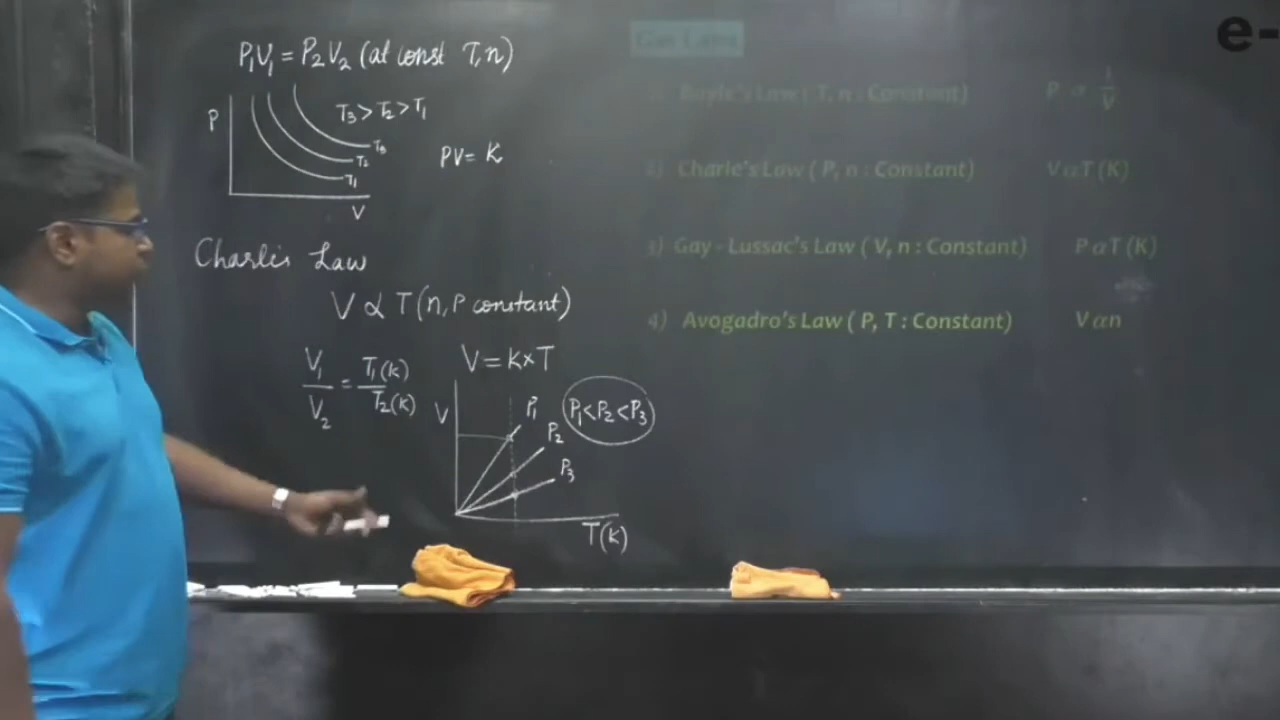 P₁V₁ = P₂V₂ (at const T, n)
P
T₃ > T₂ > T₁
T₃
T₂
T₁
V
PV = K
Charle's Law
V ∝ T (n, P constant)
V₁/V₂ = T₁(K)/T₂(K)
V = K×T
V
P₁
P₂
P₃
P₁<P₂<P₃
T(K)
Gas Laws
Boyle's Law ( T, n : Constant) P α 1/V
2) Charle's Law ( P, n : Constant) V α T (K)
3) Gay - Lussac's Law ( V, n : Constant) P α T (K)
4) Avogadro's Law ( P, T : Constant) V α n
e-